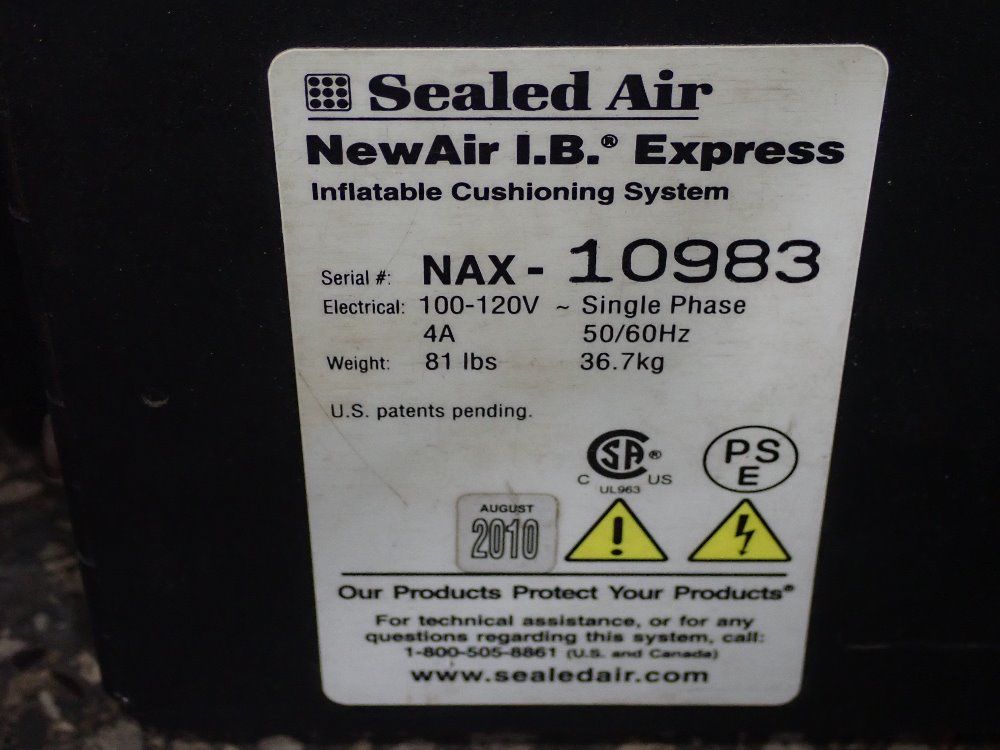 Sealed Air
NewAir I.B.® Express
Inflatable Cushioning System
Serial #: NAX - 10983
Electrical: 100-120V ~ Single Phase
4A 50/60Hz
Weight: 81 lbs 36.7kg
U.S. patents pending.
SA ®
C US
UL963
PS
E
AUGUST
2010
Our Products Protect Your Products®
For technical assistance, or for any
questions regarding this system, call:
1-800-505-8861 (U.S. and Canada)
www.sealedair.com